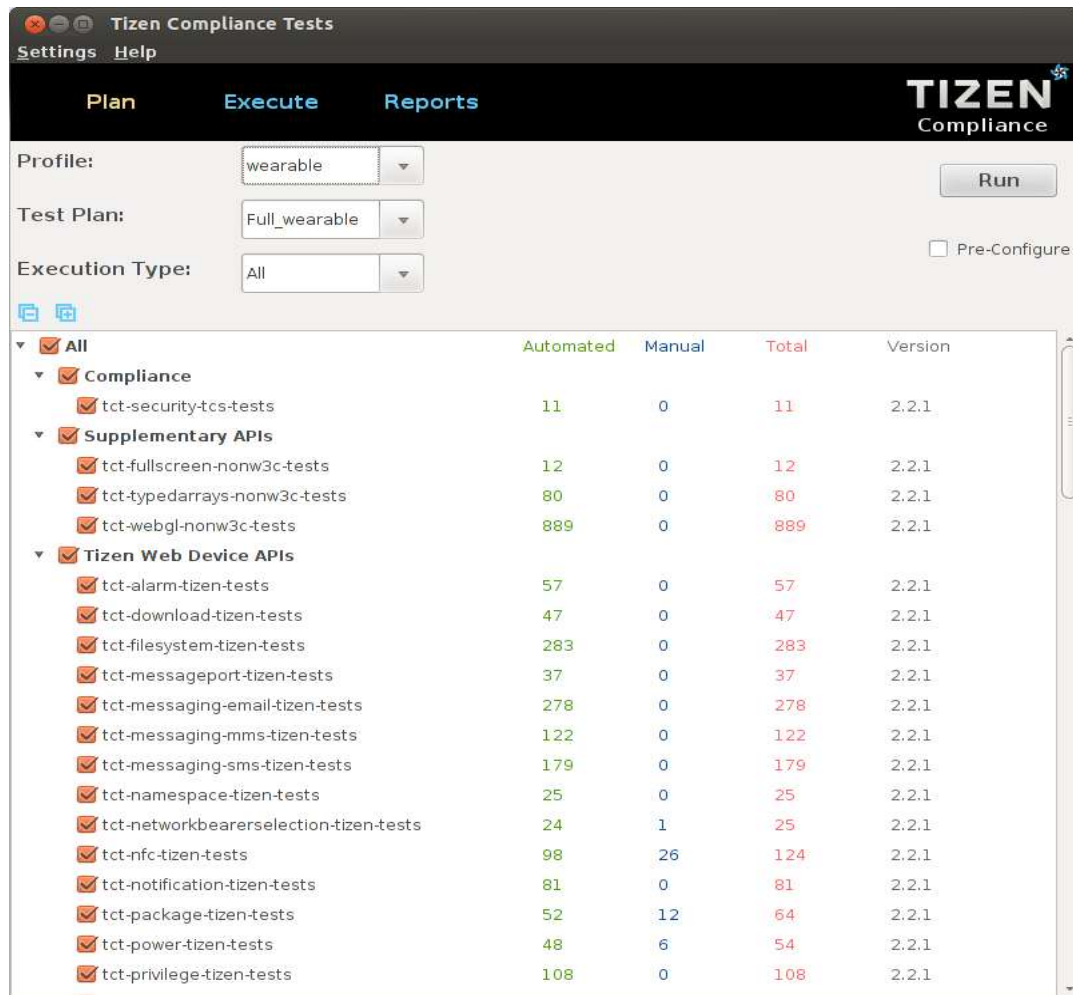 Tizen Compliance Tests
Settings Help
Plan Execute Reports
TIZEN
Compliance
Profile: wearable
Run
Test Plan: Full_wearable
Pre-Configure
Execution Type: All
All Automated Manual Total Version
Compliance
tct-security-tcs-tests 11 0 11 2.2.1
Supplementary APIs
tct-fullscreen-nonw3c-tests 12 0 12 2.2.1
tct-typedarrays-nonw3c-tests 80 0 80 2.2.1
tct-webgl-nonw3c-tests 889 0 889 2.2.1
Tizen Web Device APIs
tct-alarm-tizen-tests 57 0 57 2.2.1
tct-download-tizen-tests 47 0 47 2.2.1
tct-filesystem-tizen-tests 283 0 283 2.2.1
tct-messageport-tizen-tests 37 0 37 2.2.1
tct-messaging-email-tizen-tests 278 0 278 2.2.1
tct-messaging-mms-tizen-tests 122 0 122 2.2.1
tct-messaging-sms-tizen-tests 179 0 179 2.2.1
tct-namespace-tizen-tests 25 0 25 2.2.1
tct-networkbearerselection-tizen-tests 24 1 25 2.2.1
tct-nfc-tizen-tests 98 26 124 2.2.1
tct-notification-tizen-tests 81 0 81 2.2.1
tct-package-tizen-tests 52 12 64 2.2.1
tct-power-tizen-tests 48 6 54 2.2.1
tct-privilege-tizen-tests 108 0 108 2.2.1